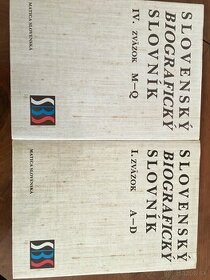 SLOVENSKÝ
BIOGRAFICKÝ
SLOVNÍK
IV. ZVÄZOK M–Q
MATICA SLOVENSKÁ
SLOVENSKÝ
BIOGRAFICKÝ
SLOVNÍK
I. ZVÄZOK A–D
MATICA SLOVENSKÁ